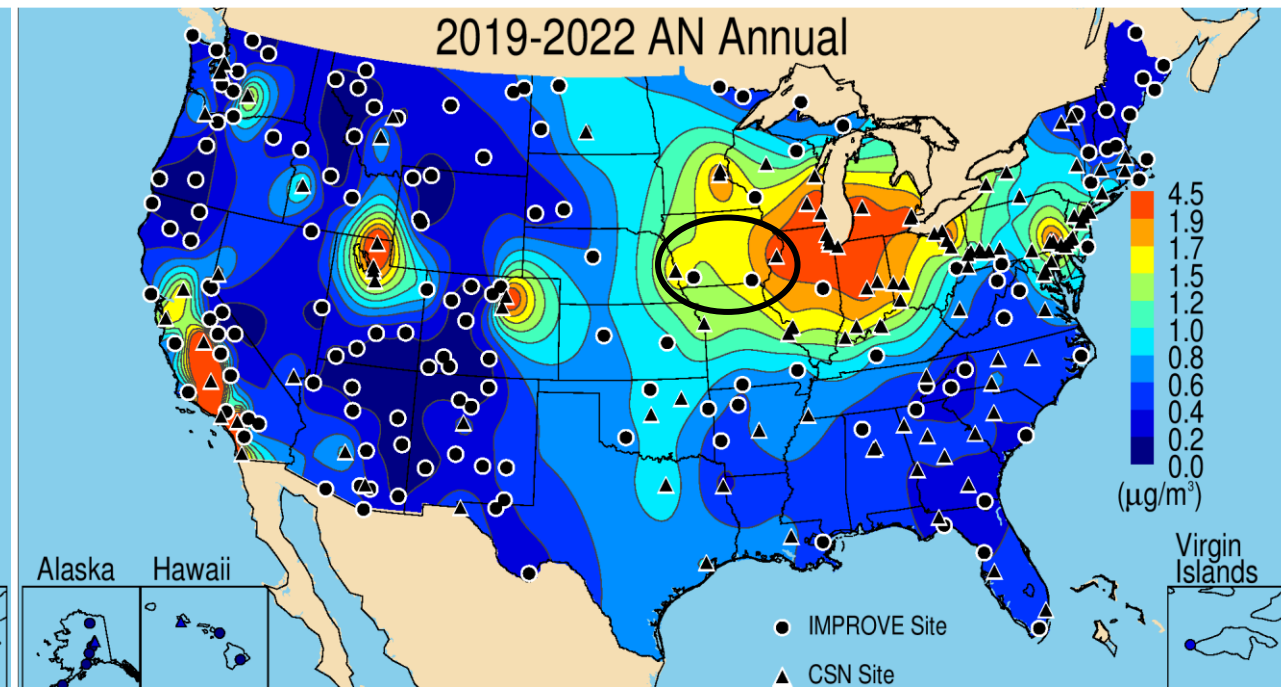 2019-2022 AN Annual
4.5
1.9
1.7
1.5
1.2
1.0
0.8
0.6
0.4
0.2
0.0
(μg/m³)
Alaska
Hawaii
Virgin
Islands
IMPROVE Site
CSN Site